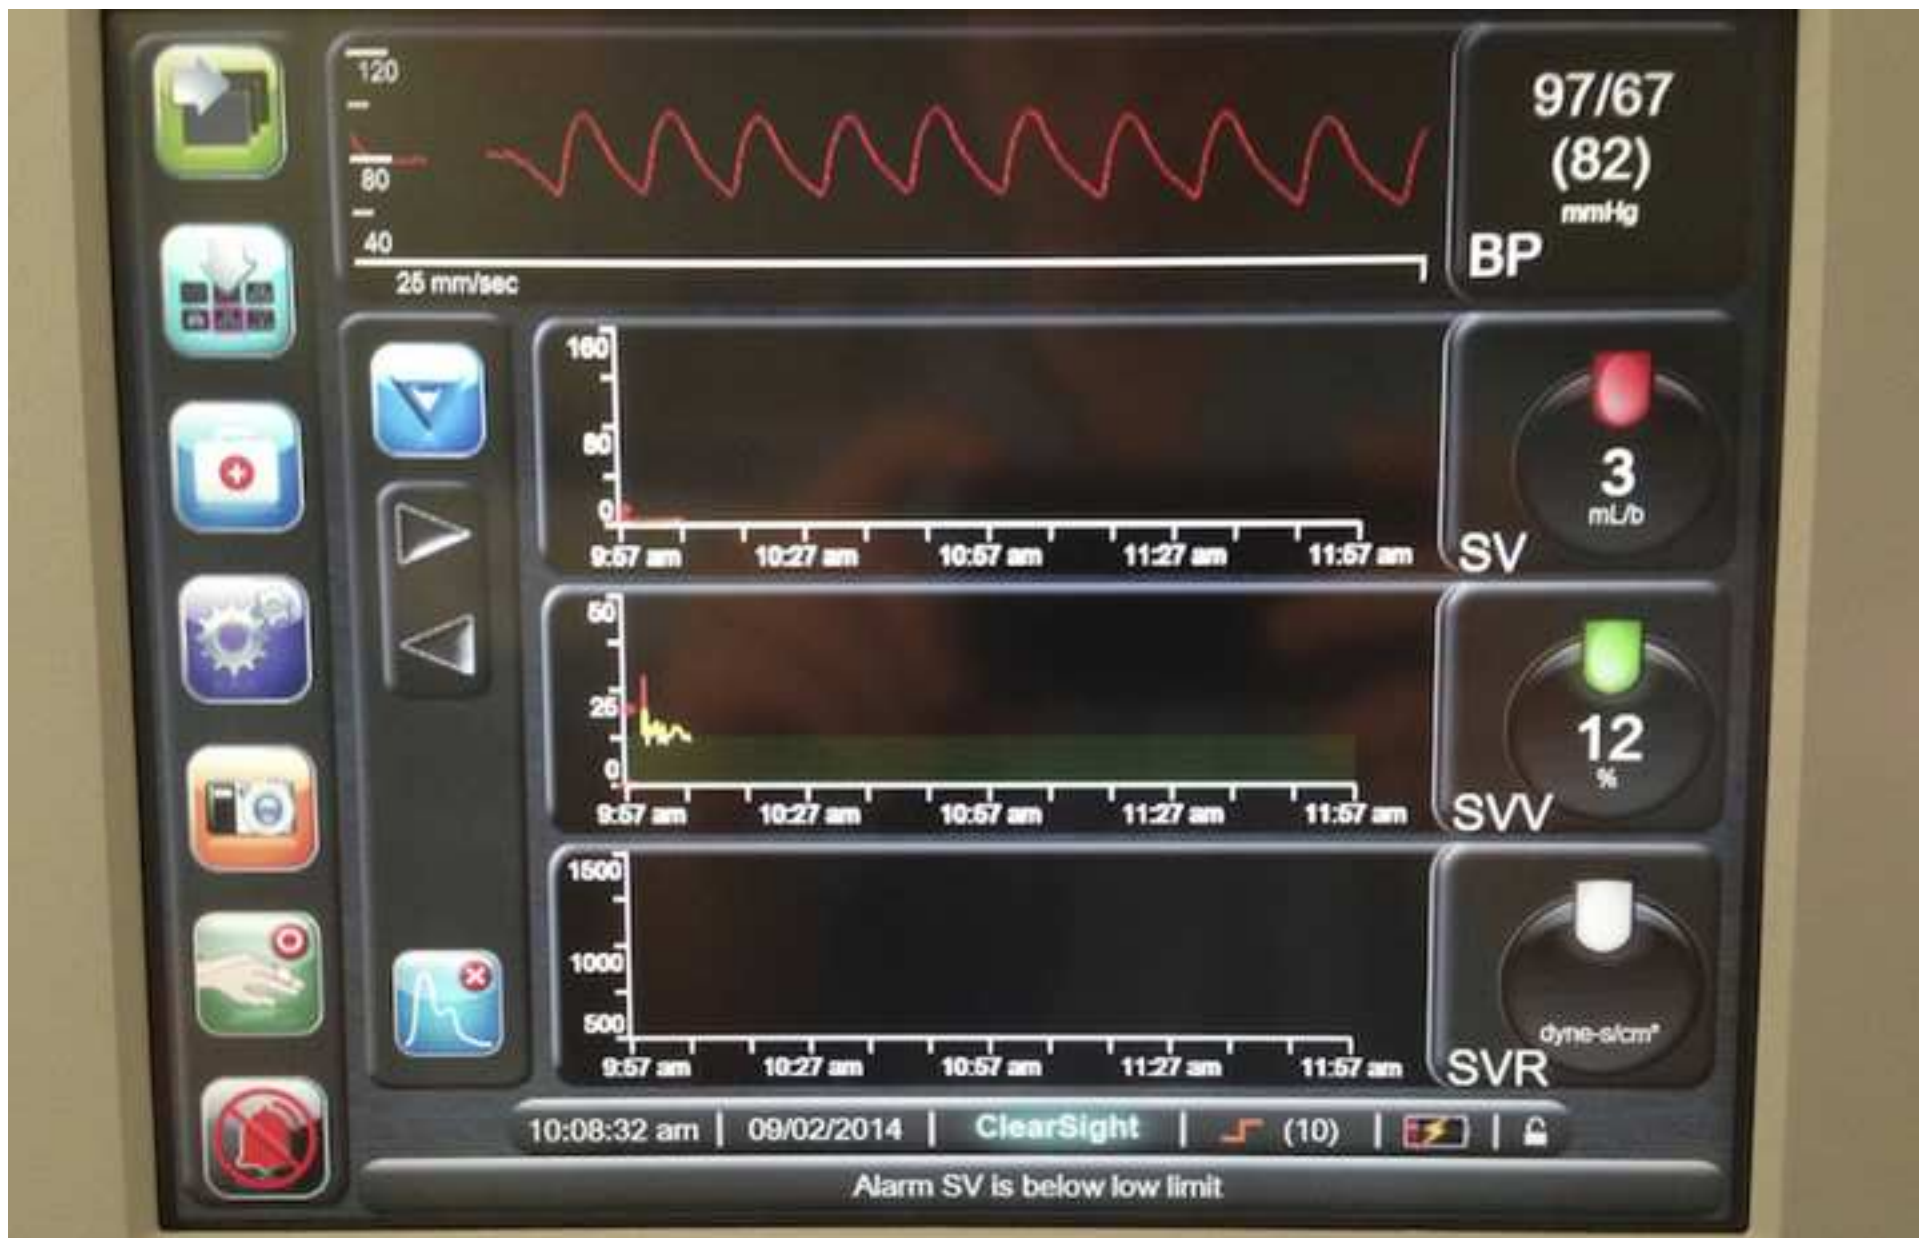 120
80
40
25 mm/sec
97/67
(82)
mmHg
BP
160
80
0
9:57 am 10:27 am 10:57 am 11:27 am 11:57 am
3
mL/b
SV
50
25
0
9:57 am 10:27 am 10:57 am 11:27 am 11:57 am
12
%
SVV
1500
1000
500
9:57 am 10:27 am 10:57 am 11:27 am 11:57 am
dyne-s/cm⁵
SVR
10:08:32 am | 09/02/2014 | ClearSight | (10)
Alarm SV is below low limit